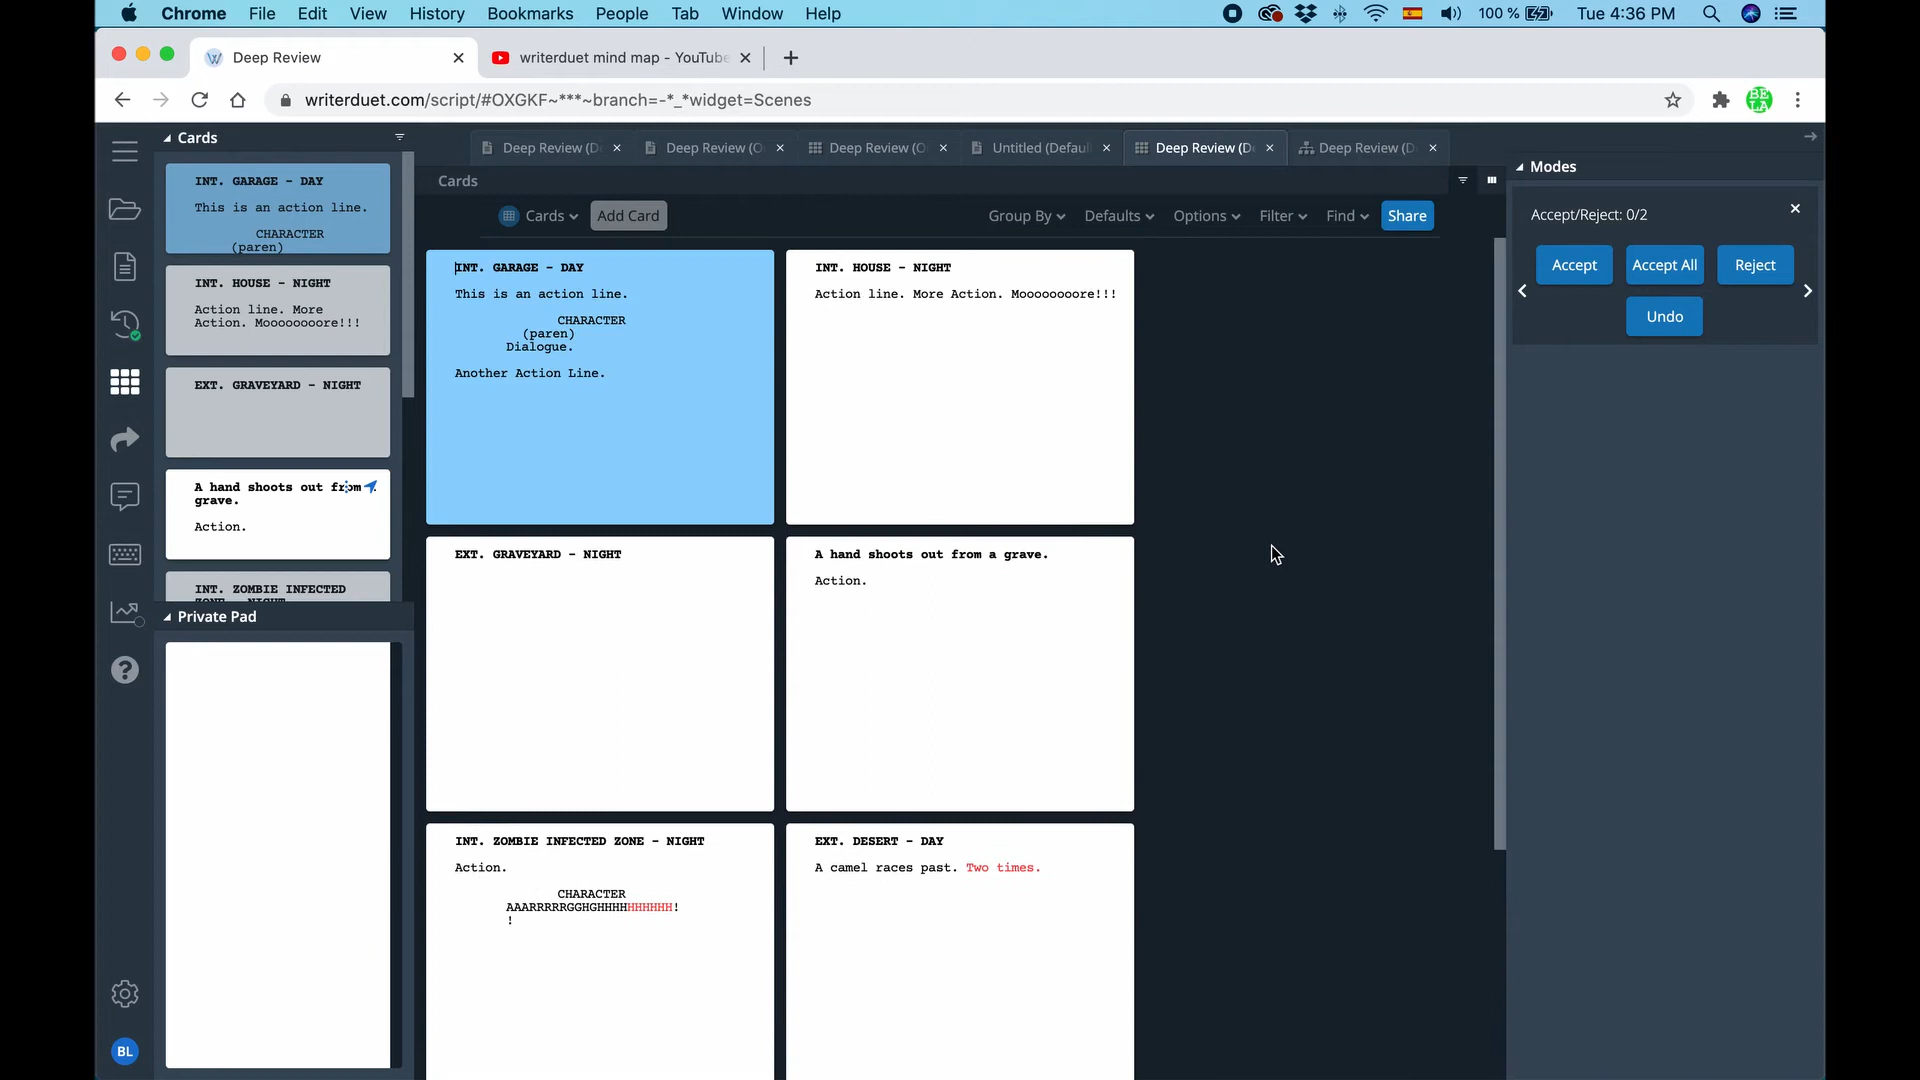 Chrome File Edit View History Bookmarks People Tab Window Help 100 % Tue 4:36 PM
Deep Review writerduet mind map - YouTube
writerduet.com/script/#OXGKF~***~branch=-*_*widget=Scenes
BE
LA
Cards
INT. GARAGE - DAY
This is an action line.
CHARACTER
(paren)
INT. HOUSE - NIGHT
Action line. More
Action. Moooooooore!!!
EXT. GRAVEYARD - NIGHT
A hand shoots out from
grave.
Action.
INT. ZOMBIE INFECTED
ZONE - NIGHT
Private Pad
BL
Deep Review (D Deep Review (O Deep Review (O Untitled (Defaul Deep Review (D Deep Review (D
Cards
Cards Add Card Group By Defaults Options Filter Find Share
INT. GARAGE - DAY
This is an action line.
CHARACTER
(paren)
Dialogue.
Another Action Line.
INT. HOUSE - NIGHT
Action line. More Action. Moooooooore!!!
EXT. GRAVEYARD - NIGHT
A hand shoots out from a grave.
Action.
INT. ZOMBIE INFECTED ZONE - NIGHT
Action.
CHARACTER
AAARRRRRGGHGHHHHHHHHHH!
!
EXT. DESERT - DAY
A camel races past. Two times.
Modes
Accept/Reject: 0/2
Accept Accept All Reject
Undo